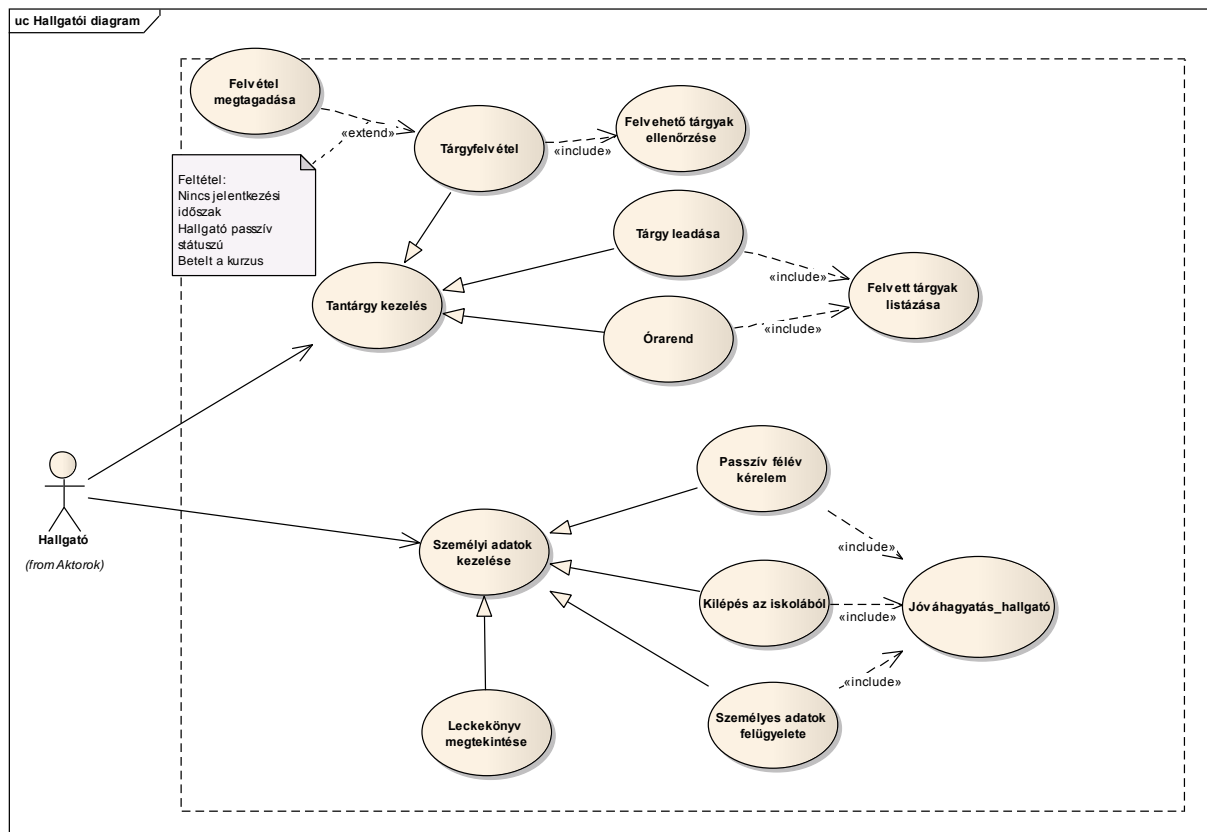 uc Hallgatói diagram
Felvétel
megtagadása
«extend»
Tárgyfelvétel
«include»
Felvehető tárgyak
ellenőrzése
Feltétel:
Nincs jelentkezési
időszak
Hallgató passzív
státuszú
Betelt a kurzus
Tantárgy kezelés
Tárgy leadása
«include»
Órarend
«include»
Felvett tárgyak
listázása
Hallgató
(from Aktorok)
Személyi adatok
kezelése
Passzív félév
kérelem
«include»
Kilépés az iskolából
«include»
Jóváhagyatás_hallgató
Személyes adatok
felügyelete
«include»
Leckekönyv
megtekintése